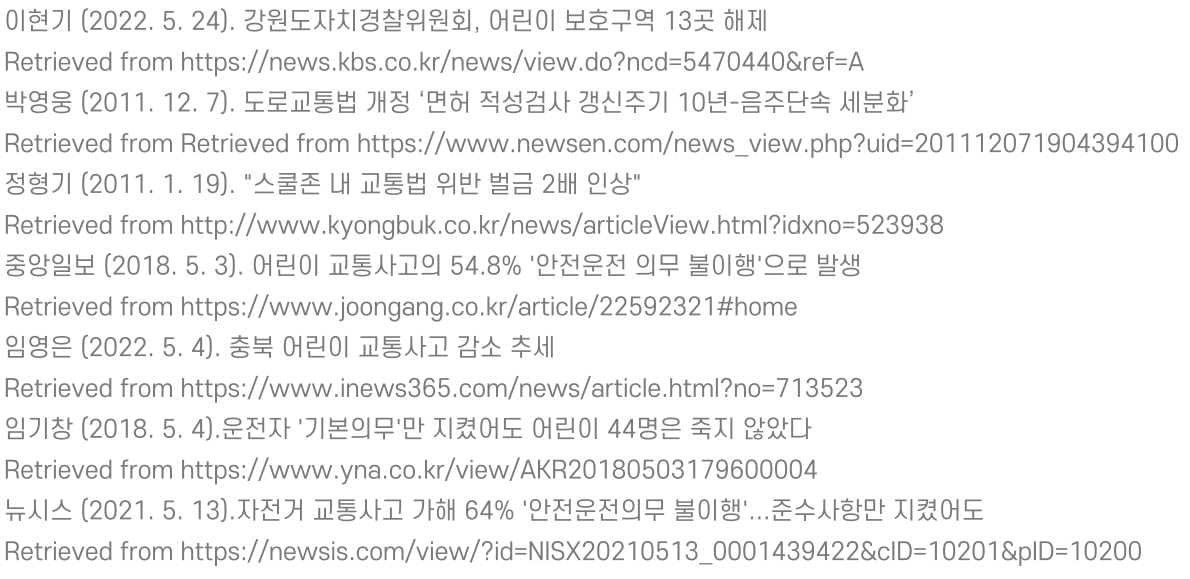 이현기 (2022. 5. 24). 강원도자치경찰위원회, 어린이 보호구역 13곳 해제
Retrieved from https://news.kbs.co.kr/news/view.do?ncd=5470440&ref=A
박영웅 (2011. 12. 7). 도로교통법 개정 ‘면허 적성검사 갱신주기 10년-음주단속 세분화’
Retrieved from Retrieved from https://www.newsen.com/news_view.php?uid=201112071904394100
정형기 (2011. 1. 19). "스쿨존 내 교통법 위반 벌금 2배 인상"
Retrieved from http://www.kyongbuk.co.kr/news/articleView.html?idxno=523938
중앙일보 (2018. 5. 3). 어린이 교통사고의 54.8% '안전운전 의무 불이행'으로 발생
Retrieved from https://www.joongang.co.kr/article/22592321#home
임영은 (2022. 5. 4). 충북 어린이 교통사고 감소 추세
Retrieved from https://www.inews365.com/news/article.html?no=713523
임기창 (2018. 5. 4).운전자 '기본의무'만 지켰어도 어린이 44명은 죽지 않았다
Retrieved from https://www.yna.co.kr/view/AKR20180503179600004
뉴시스 (2021. 5. 13).자전거 교통사고 가해 64% '안전운전의무 불이행'...준수사항만 지켰어도
Retrieved from https://newsis.com/view/?id=NISX20210513_0001439422&cID=10201&pID=10200